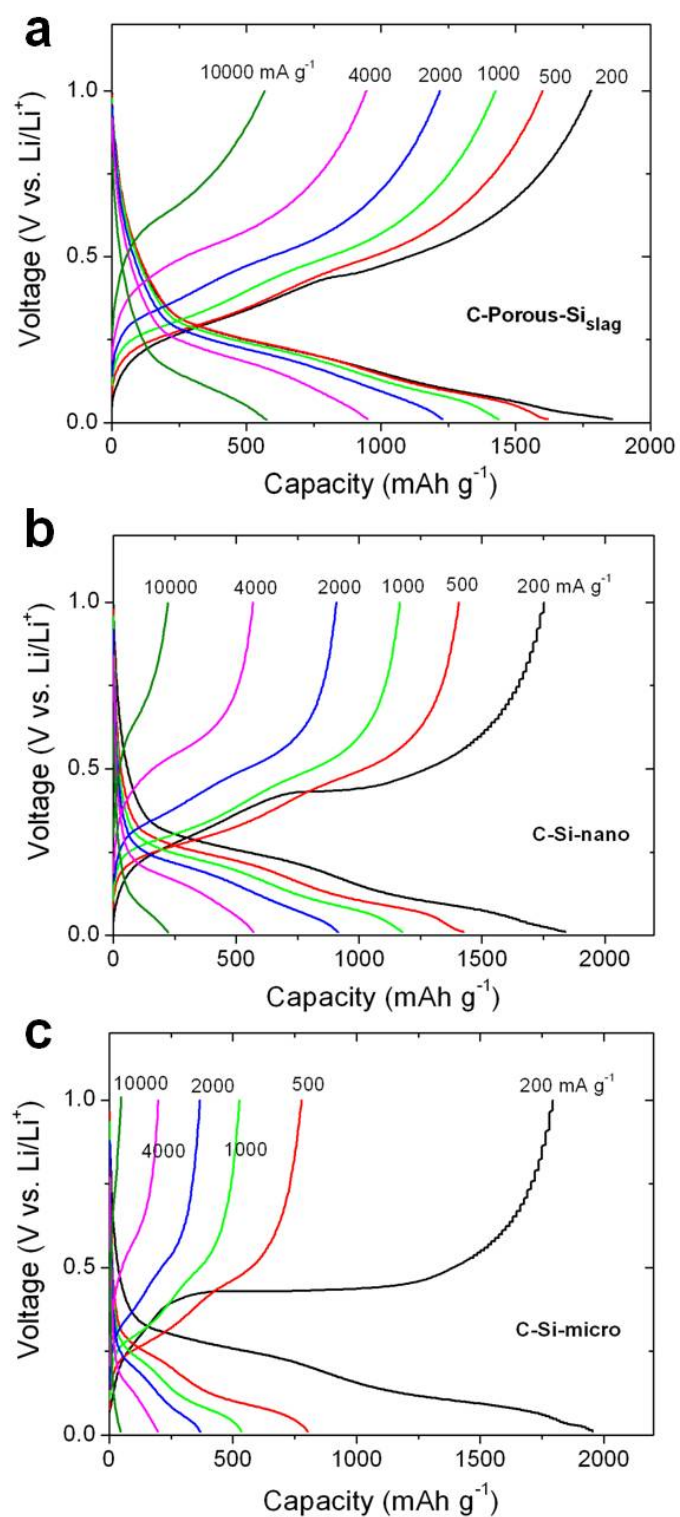 a
10000 mA g⁻¹ 4000 2000 1000 500 200
1.0
0.5
0.0
Voltage (V vs. Li/Li⁺)
C-Porous-Si_slag
0 500 1000 1500 2000
Capacity (mAh g⁻¹)
b
10000 4000 2000 1000 500 200 mA g⁻¹
1.0
0.5
0.0
Voltage (V vs. Li/Li⁺)
C-Si-nano
0 500 1000 1500 2000
Capacity (mAh g⁻¹)
c
10000 2000 500 200 mA g⁻¹
4000 1000
1.0
0.5
0.0
Voltage (V vs. Li/Li⁺)
C-Si-micro
0 500 1000 1500 2000
Capacity (mAh g⁻¹)